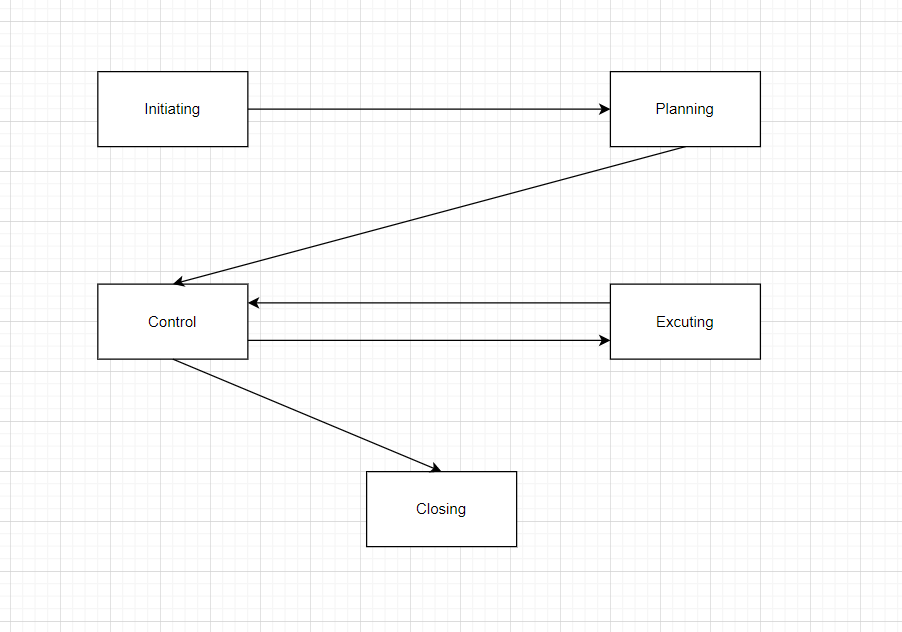 Initiating
Planning
Control
Excuting
Closing